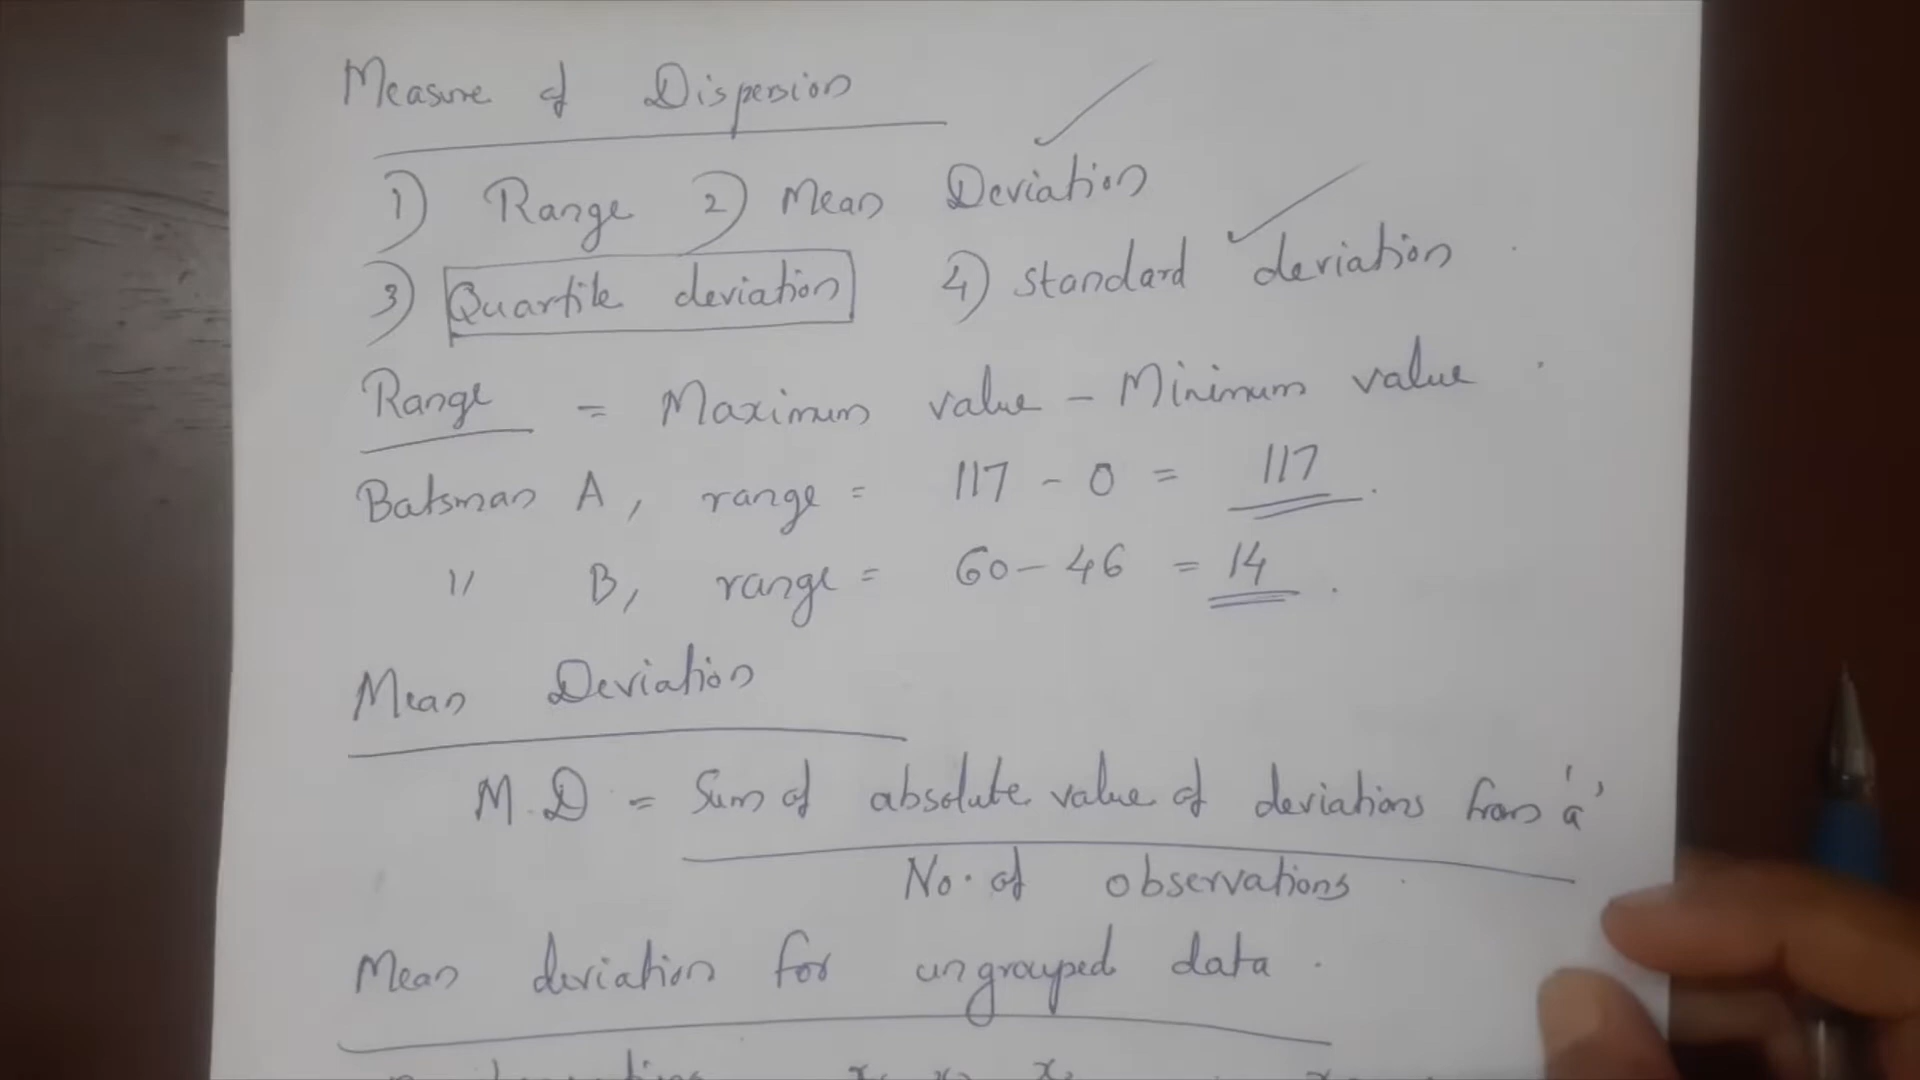 Measure of Dispersion
1) Range 2) Mean Deviation
3) Quartile deviation 4) standard deviation
Range = Maximum value - Minimum value
Batsman A, range = 117 - 0 = 117.
" B, range = 60 - 46 = 14.
Mean Deviation
M.D = Sum of absolute value of deviations from 'a'
No. of observations
Mean deviation for ungrouped data.